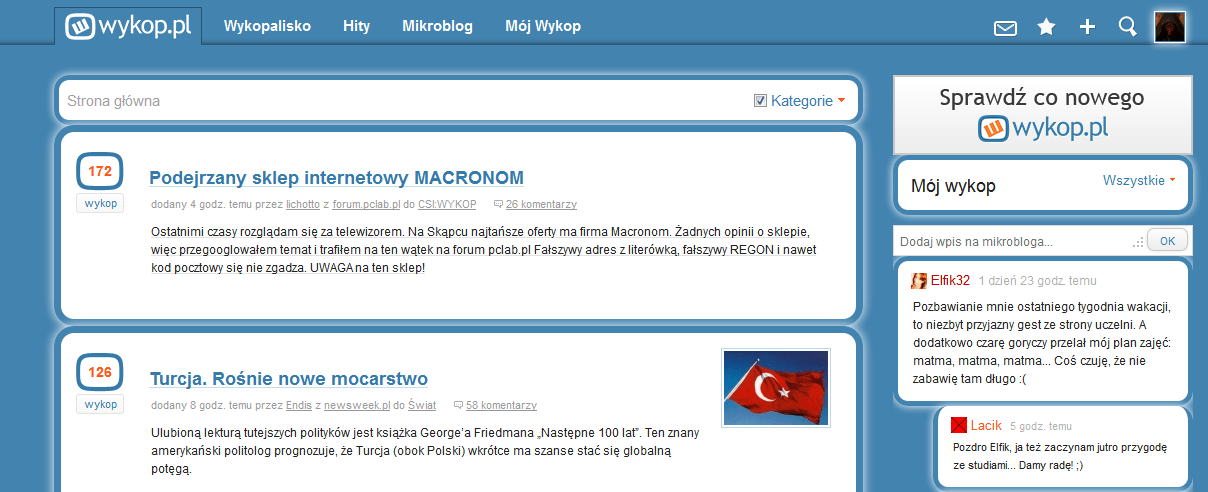 wykop.pl Wykopalisko Hity Mikroblog Mój Wykop
Strona główna Kategorie
172
wykop
Podejrzany sklep internetowy MACRONOM
dodany 4 godz. temu przez lichotto z forum.pclab.pl do CSI:WYKOP 26 komentarzy
Ostatnimi czasy rozglądam się za telewizorem. Na Skąpcu najtańsze oferty ma firma Macronom. Żadnych opinii o sklepie,
więc przegooglowałem temat i trafiłem na ten wątek na forum pclab.pl Fałszywy adres z literówką, fałszywy REGON i nawet
kod pocztowy się nie zgadza. UWAGA na ten sklep!
126
wykop
Turcja. Rośnie nowe mocarstwo
dodany 8 godz. temu przez Endis z newsweek.pl do Świat 58 komentarzy
Ulubioną lekturą tutejszych polityków jest książka George'a Friedmana „Następne 100 lat”. Ten znany
amerykański politolog prognozuje, że Turcja (obok Polski) wkrótce ma szanse stać się globalną
potęgą.
Sprawdź co nowego
wykop.pl
Mój wykop Wszystkie
Dodaj wpis na mikrobloga... OK
Elfik32 1 dzień 23 godz. temu
Pozbawianie mnie ostatniego tygodnia wakacji,
to niezbyt przyjazny gest ze strony uczelni. A
dodatkowo czarę goryczy przelał mój plan zajęć:
matma, matma, matma... Coś czuję, że nie
zabawię tam długo :(
Lacik 5 godz. temu
Pozdro Elfik, ja też zaczynam jutro przygodę
ze studiami... Damy radę! ;)